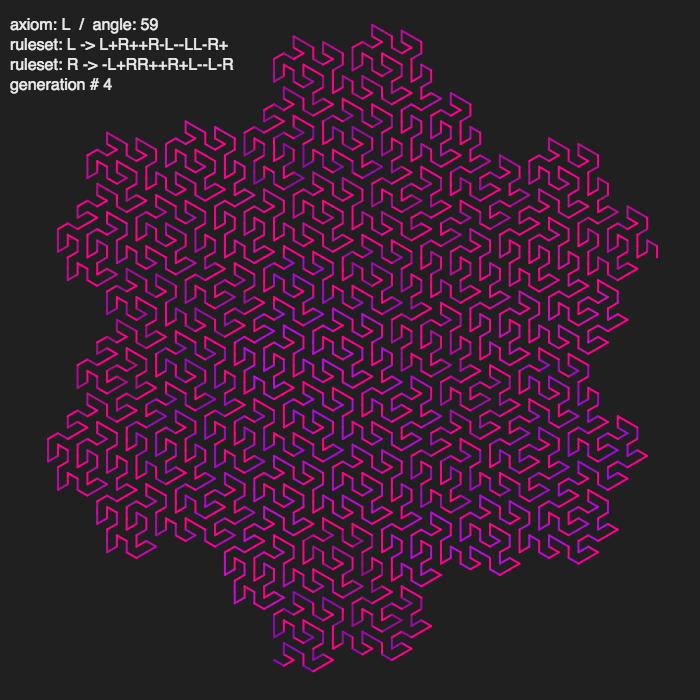 axiom: L  /  angle: 59
ruleset: L -> L+R++R-L--LL-R+
ruleset: R -> -L+RR++R+L--L-R
generation # 4